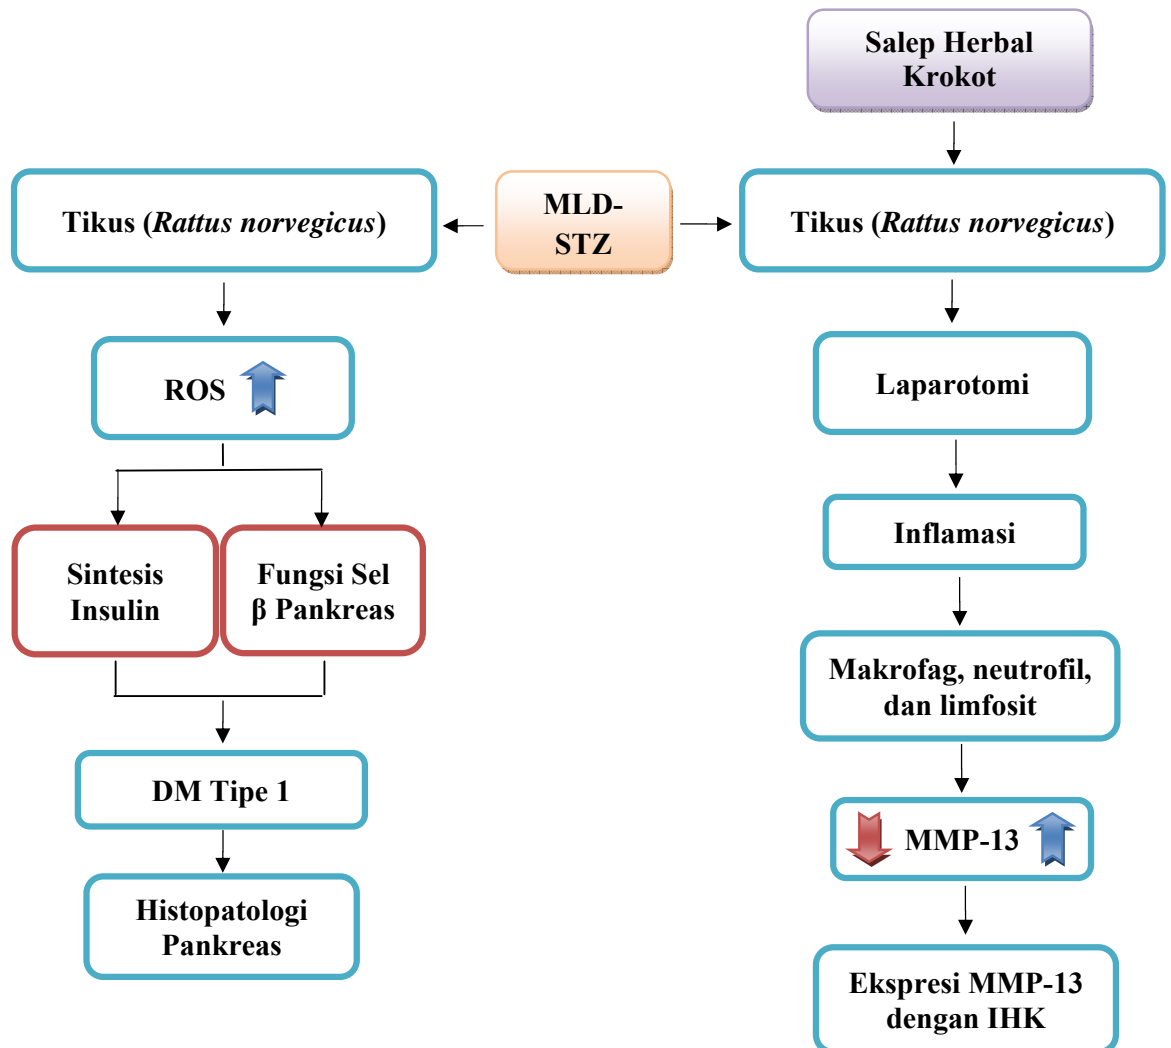 Salep Herbal
Krokot
Tikus (Rattus norvegicus)
MLD-
STZ
Tikus (Rattus norvegicus)
ROS
Laparotomi
Sintesis
Insulin
Fungsi Sel
β Pankreas
Inflamasi
Makrofag, neutrofil,
dan limfosit
DM Tipe 1
MMP-13
Histopatologi
Pankreas
Ekspresi MMP-13
dengan IHK